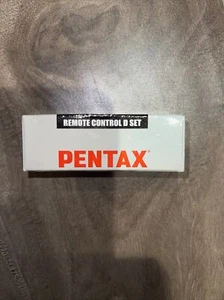 REMOTE CONTROL D SET
PENTAX®